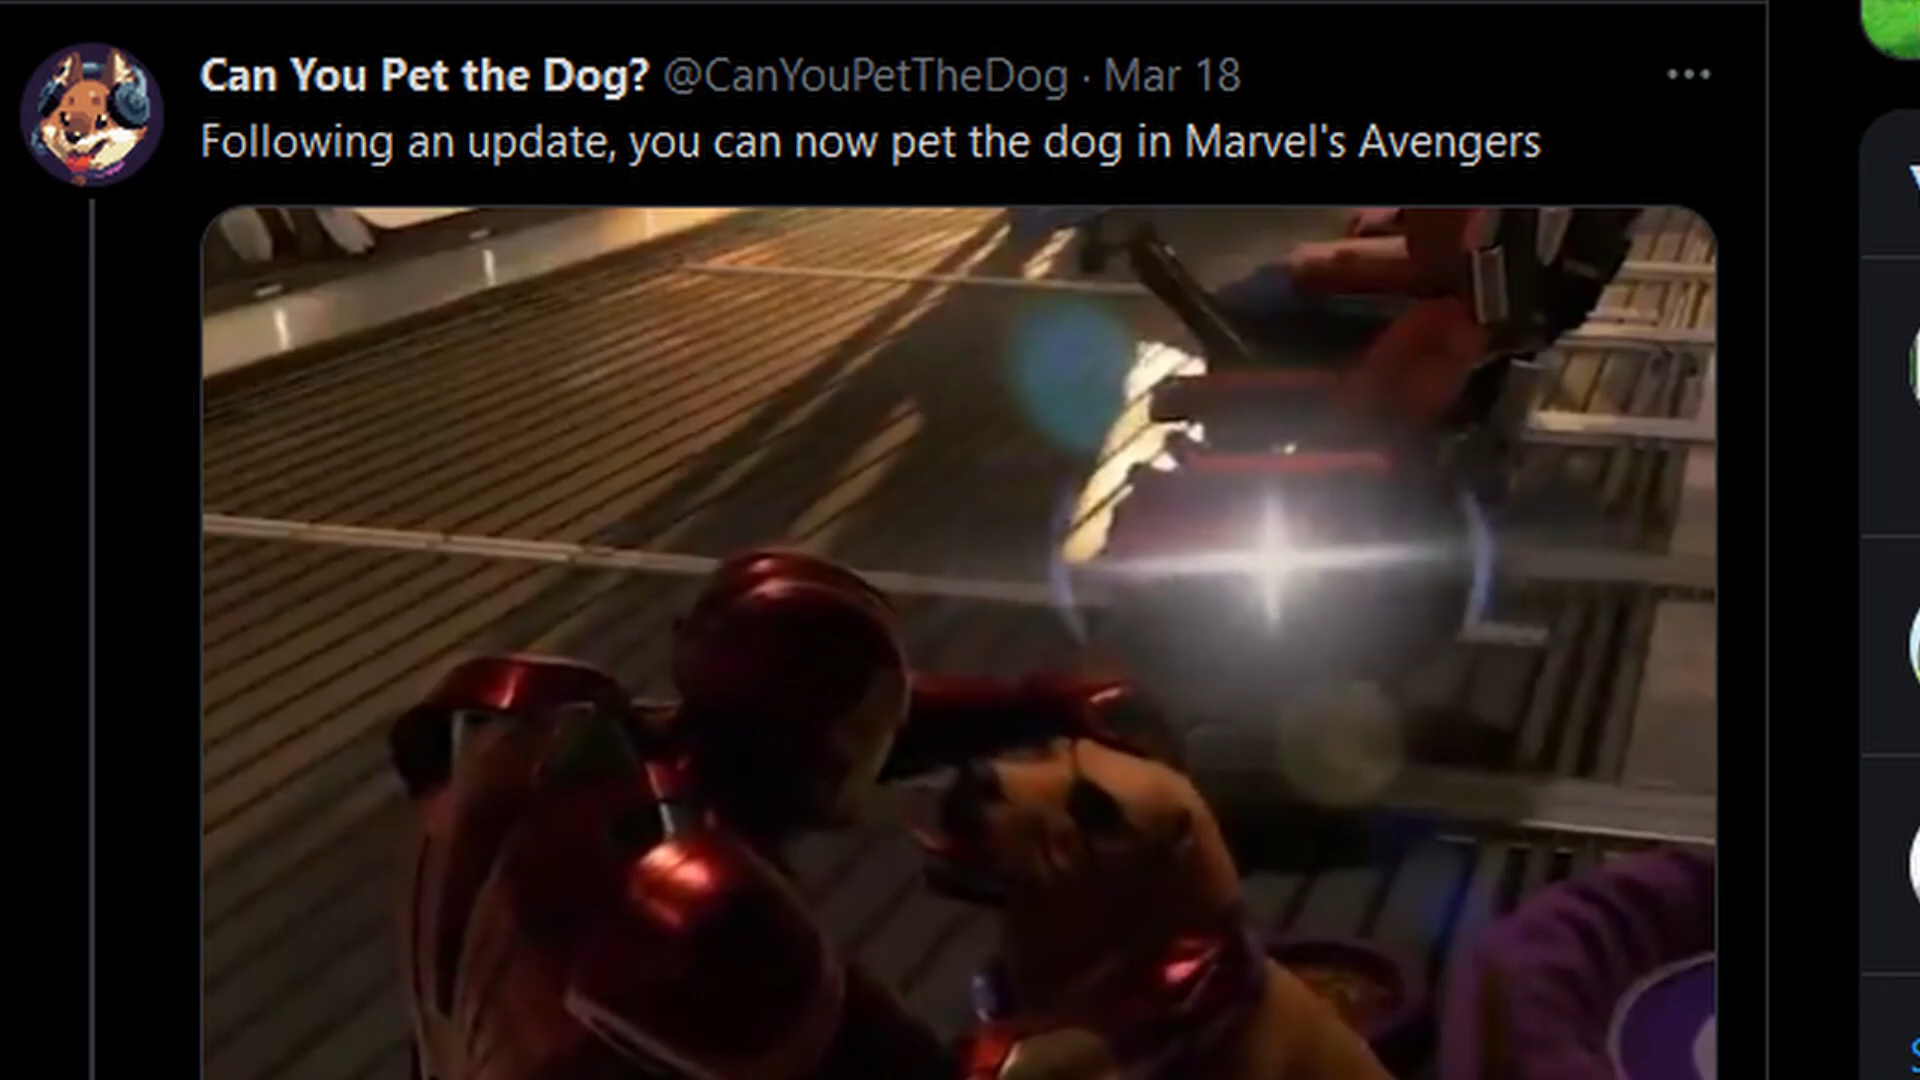 Can You Pet the Dog? @CanYouPetTheDog · Mar 18
Following an update, you can now pet the dog in Marvel's Avengers